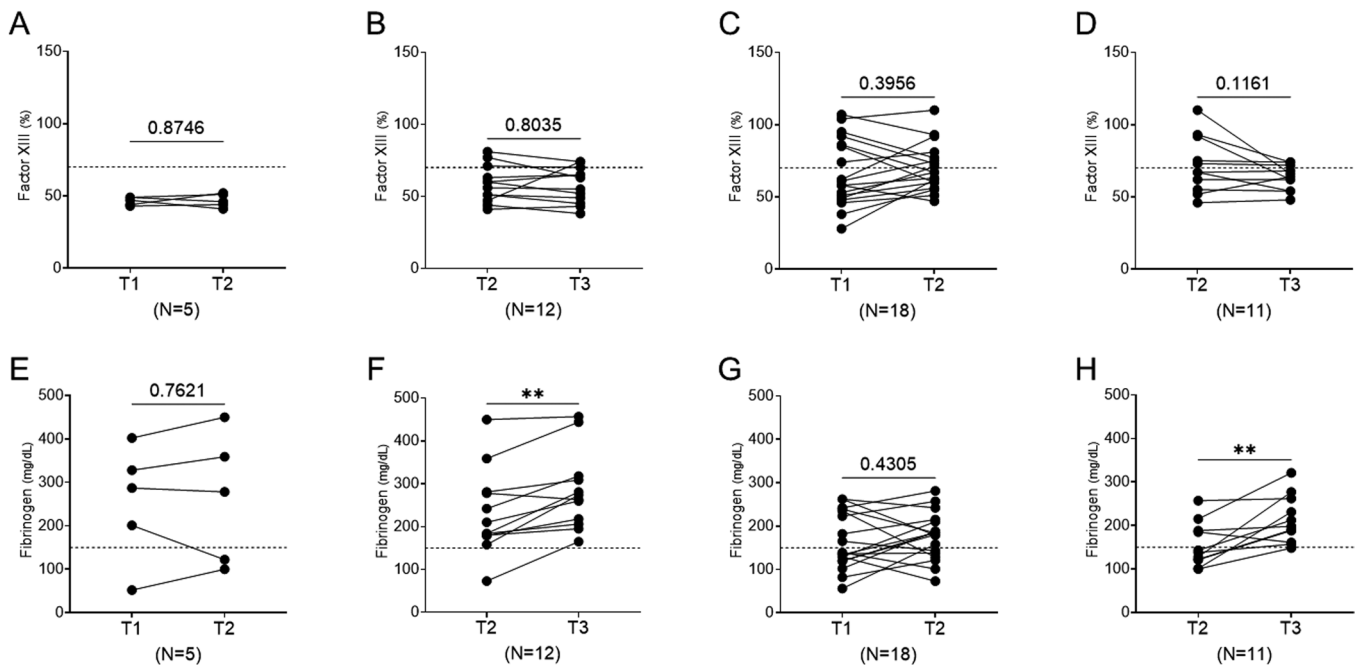 A
150
100
50
0
Factor XIII (%)
0.8746
T1
T2
(N=5)
B
150
100
50
0
Factor XIII (%)
0.8035
T2
T3
(N=12)
C
150
100
50
0
Factor XIII (%)
0.3956
T1
T2
(N=18)
D
150
100
50
0
Factor XIII (%)
0.1161
T2
T3
(N=11)
E
500
400
300
200
100
0
Fibrinogen (mg/dL)
0.7621
T1
T2
(N=5)
F
500
400
300
200
100
0
Fibrinogen (mg/dL)
**
T2
T3
(N=12)
G
500
400
300
200
100
0
Fibrinogen (mg/dL)
0.4305
T1
T2
(N=18)
H
500
400
300
200
100
0
Fibrinogen (mg/dL)
**
T2
T3
(N=11)